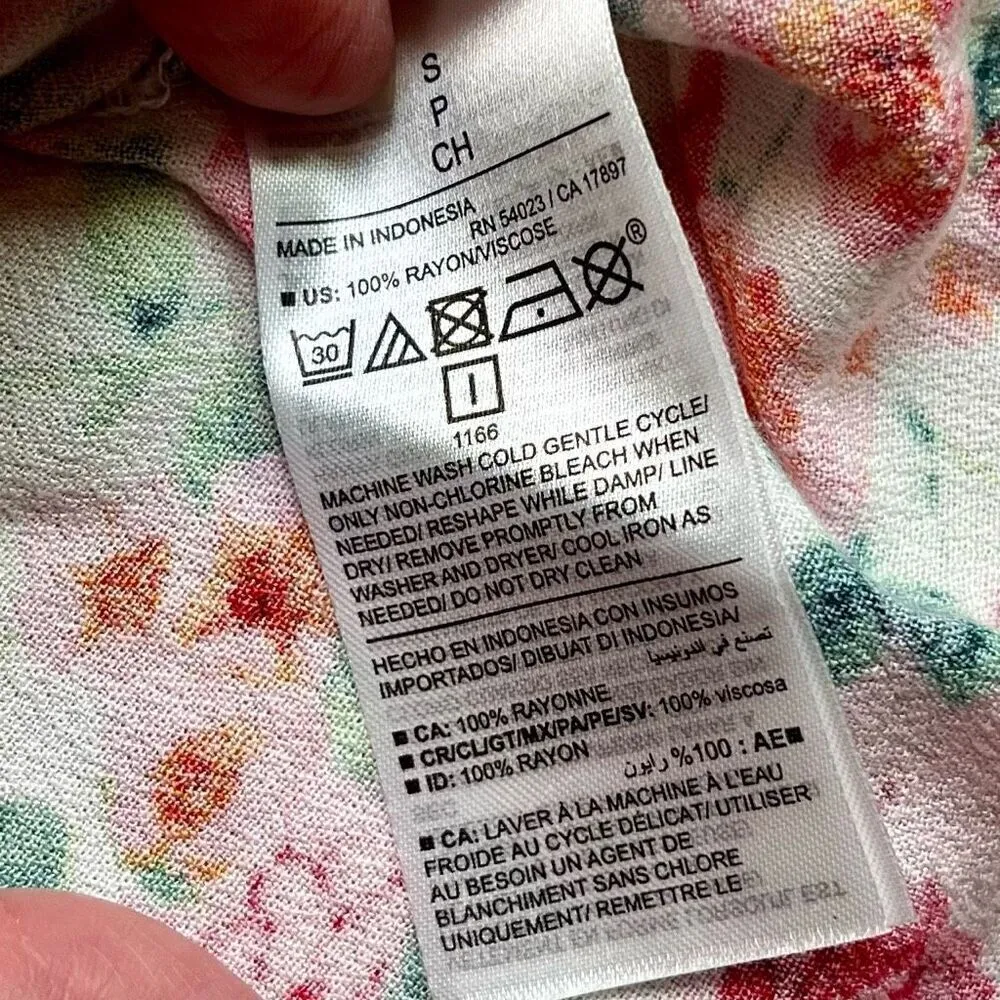 S
P
CH
MADE IN INDONESIA
RN 54023 / CA 17897
■ US: 100% RAYON/VISCOSE
®
30
1166
MACHINE WASH COLD GENTLE CYCLE/
ONLY NON-CHLORINE BLEACH WHEN
NEEDED/ RESHAPE WHILE DAMP/ LINE
DRY/ REMOVE PROMPTLY FROM
WASHER AND DRYER/ COOL IRON AS
NEEDED/ DO NOT DRY CLEAN
HECHO EN INDONESIA CON INSUMOS
IMPORTADOS/ DIBUAT DI INDONESIA/
تصنع في
■ CA: 100% RAYONNE
■ CR/CL/GT/MX/PA/PE/SV: 100% viscosa
■ ID: 100% RAYON
■AE : 100% رايون
■ CA: LAVER À LA MACHINE À L'EAU
FROIDE AU CYCLE DÉLICAT/ UTILISER
AU BESOIN UN AGENT DE
BLANCHIMENT SANS CHLORE
UNIQUEMENT/ REMETTRE LE